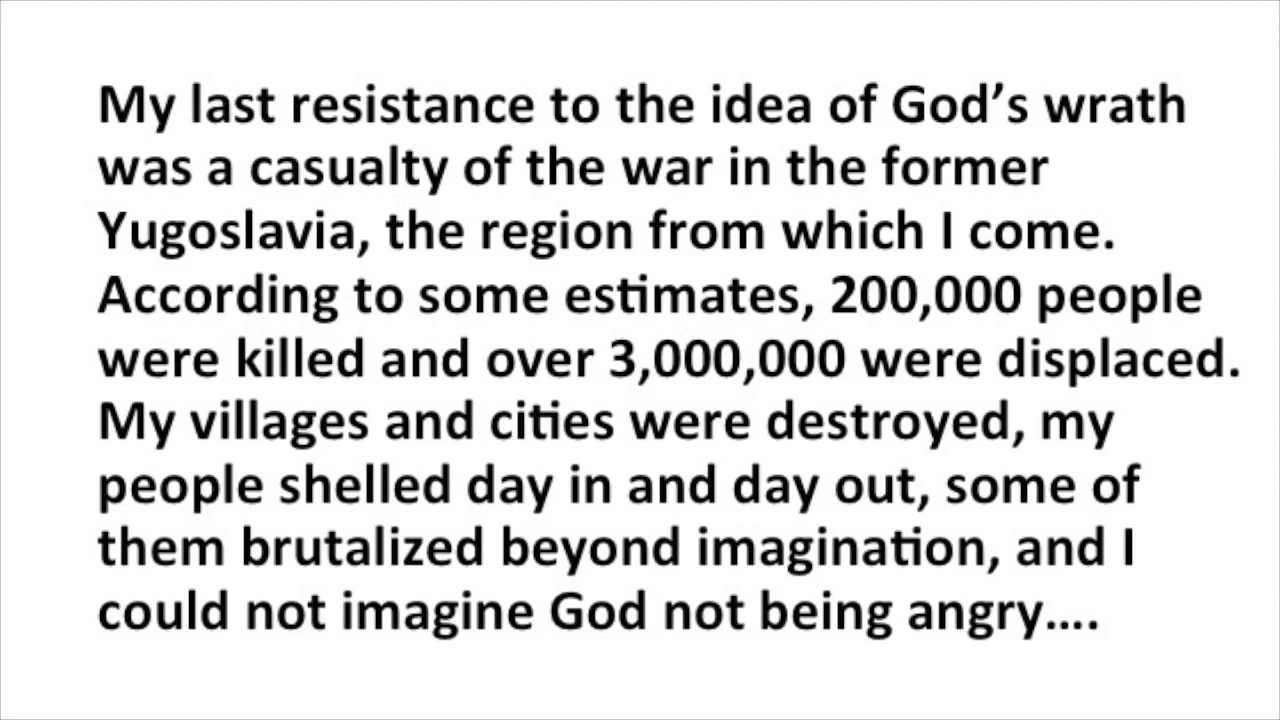 My last resistance to the idea of God’s wrath
was a casualty of the war in the former
Yugoslavia, the region from which I come.
According to some estimates, 200,000 people
were killed and over 3,000,000 were displaced.
My villages and cities were destroyed, my
people shelled day in and day out, some of
them brutalized beyond imagination, and I
could not imagine God not being angry….